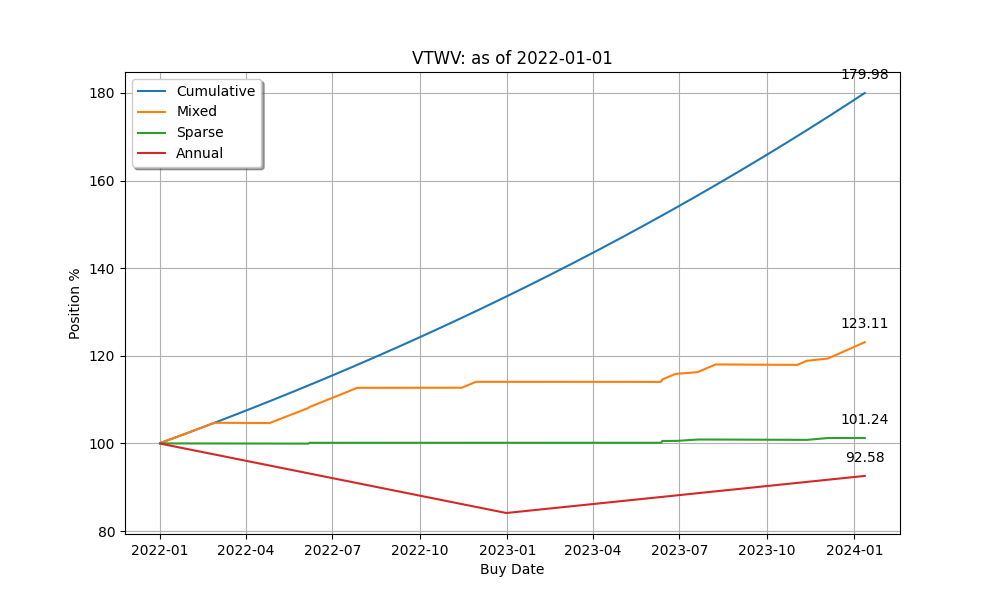 VTWV: as of 2022-01-01
179.98
180
Cumulative
Mixed
Sparse
Annual
160
140
123.11
120
101.24
100
92.58
80
Position %
2022-01 2022-04 2022-07 2022-10 2023-01 2023-04 2023-07 2023-10 2024-01
Buy Date